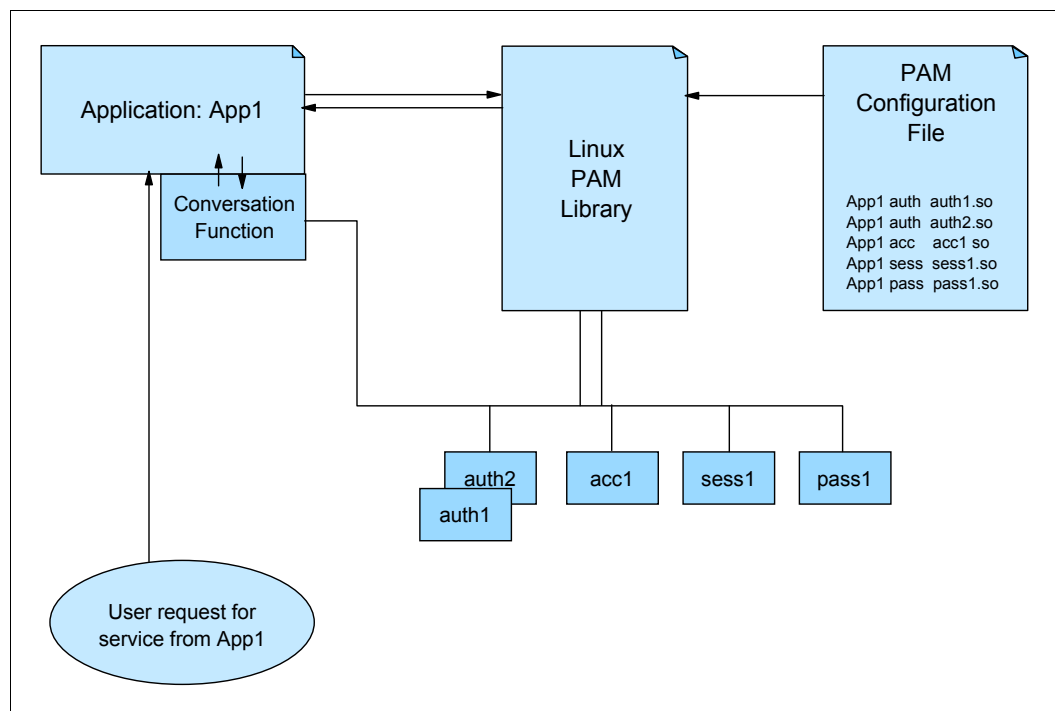 Application: App1
Conversation
Function
Linux
PAM
Library
PAM
Configuration
File
App1 auth auth1.so
App1 auth auth2.so
App1 acc acc1 so
App1 sess sess1.so
App1 pass pass1.so
auth2
auth1
acc1
sess1
pass1
User request for
service from App1